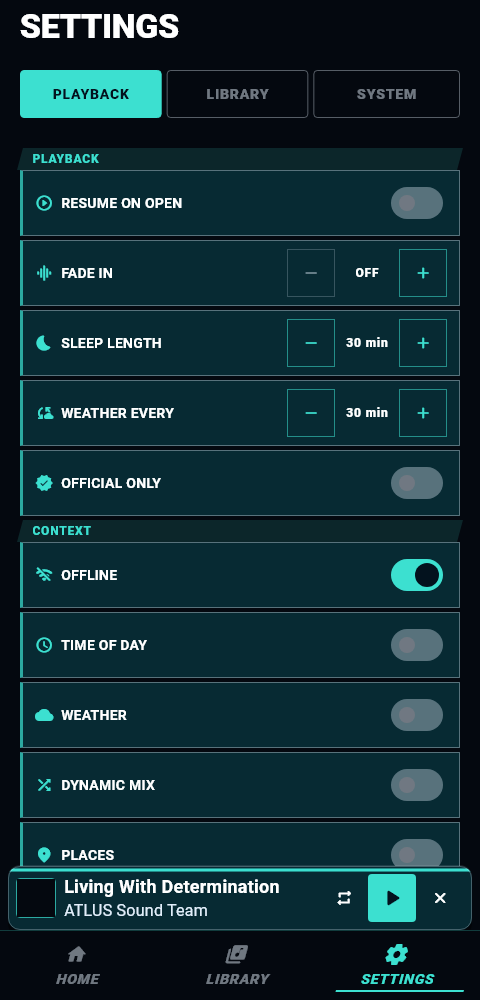 SETTINGS
PLAYBACK
LIBRARY
SYSTEM
PLAYBACK
RESUME ON OPEN
FADE IN
OFF
SLEEP LENGTH
30 min
WEATHER EVERY
30 min
OFFICIAL ONLY
CONTEXT
OFFLINE
TIME OF DAY
WEATHER
DYNAMIC MIX
PLACES
Living With Determination
ATLUS Sound Team
HOME
LIBRARY
SETTINGS